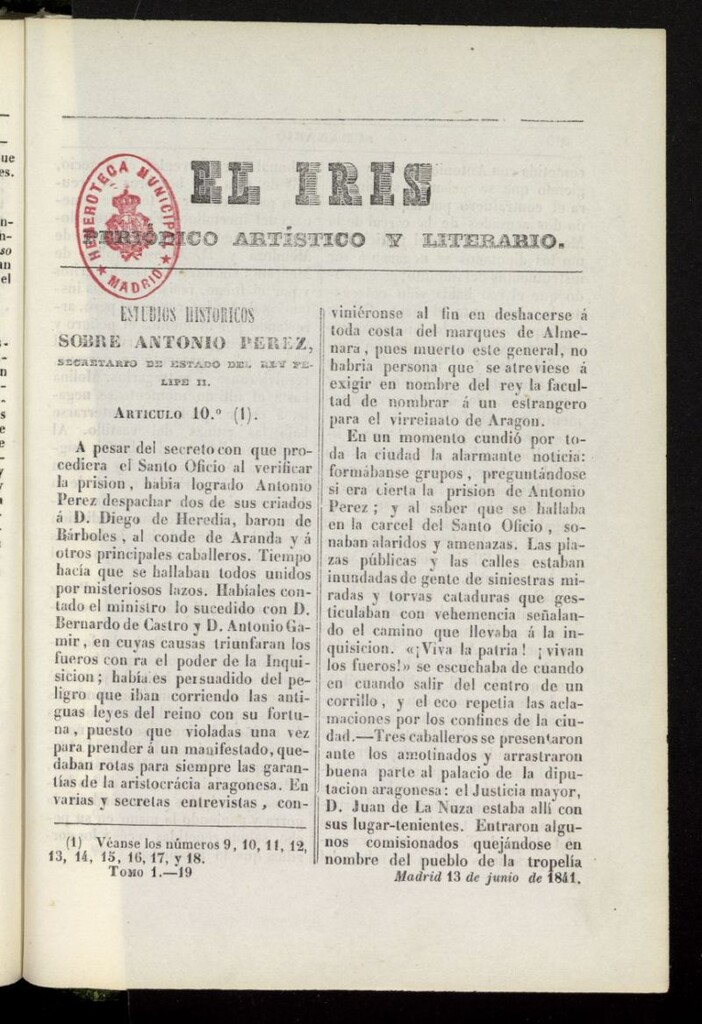 EL IRIS
PERIÓDICO ARTÍSTICO Y LITERARIO.
HEMEROTECA MUNICIPAL
MADRID
ESTUDIOS HISTORICOS
SOBRE ANTONIO PEREZ,
SECRETARIO DE ESTADO DEL REY FE-
LIPE II.
ARTICULO 10.º (1).
A pesar del secreto con que pro-
cediera el Santo Oficio al verificar
la prision, habia logrado Antonio
Perez despachar dos de sus criados
á D. Diego de Heredia, baron de
Bárboles, al conde de Aranda y á
otros principales caballeros. Tiempo
hacía que se hallaban todos unidos
por misteriosos lazos. Habíales con-
tado el ministro lo sucedido con D.
Bernardo de Castro y D. Antonio Ga-
mir, en cuyas causas triunfaran los
fueros con ra el poder de la Inqui-
sicion; había es persuadido del pe-
ligro que iban corriendo las anti-
guas leyes del reino con su fortu-
na, puesto que violadas una vez
para prender á un manifestado, que-
daban rotas para siempre las garan-
tías de la aristocrácia aragonesa. En
varias y secretas entrevistas, con-
(1) Véanse los números 9, 10, 11, 12,
13, 14, 15, 16, 17, y 18.
TOMO 1.—19
viniéronse al fin en deshacerse á
toda costa del marques de Alme-
nara, pues muerto este general, no
habria persona que se atreviese á
exigir en nombre del rey la facul-
tad de nombrar á un estrangero
para el virreinato de Aragon.
En un momento cundió por to-
da la ciudad la alarmante noticia:
formábanse grupos, preguntándose
si era cierta la prision de Antonio
Perez; y al saber que se hallaba
en la carcel del Santo Oficio, so-
naban alaridos y amenazas. Las pla-
zas públicas y las calles estaban
inundadas de gente de siniestras mi-
radas y torvas cataduras que ges-
ticulaban con vehemencia señalan-
do el camino que llevaba á la in-
quisicion. «¡Viva la patria! ¡vivan
los fueros!» se escuchaba de cuando
en cuando salir del centro de un
corrillo, y el eco repetia las acla-
maciones por los confines de la ciu-
dad.—Tres caballeros se presentaron
ante los amotinados y arrastraron
buena parte al palacio de la dipu-
tacion aragonesa: el Justicia mayor,
D. Juan de La Nuza estaba allí con
sus lugar-tenientes. Entraron algu-
nos comisionados quejándose en
nombre del pueblo de la tropelía
Madrid 13 de junio de 1841.